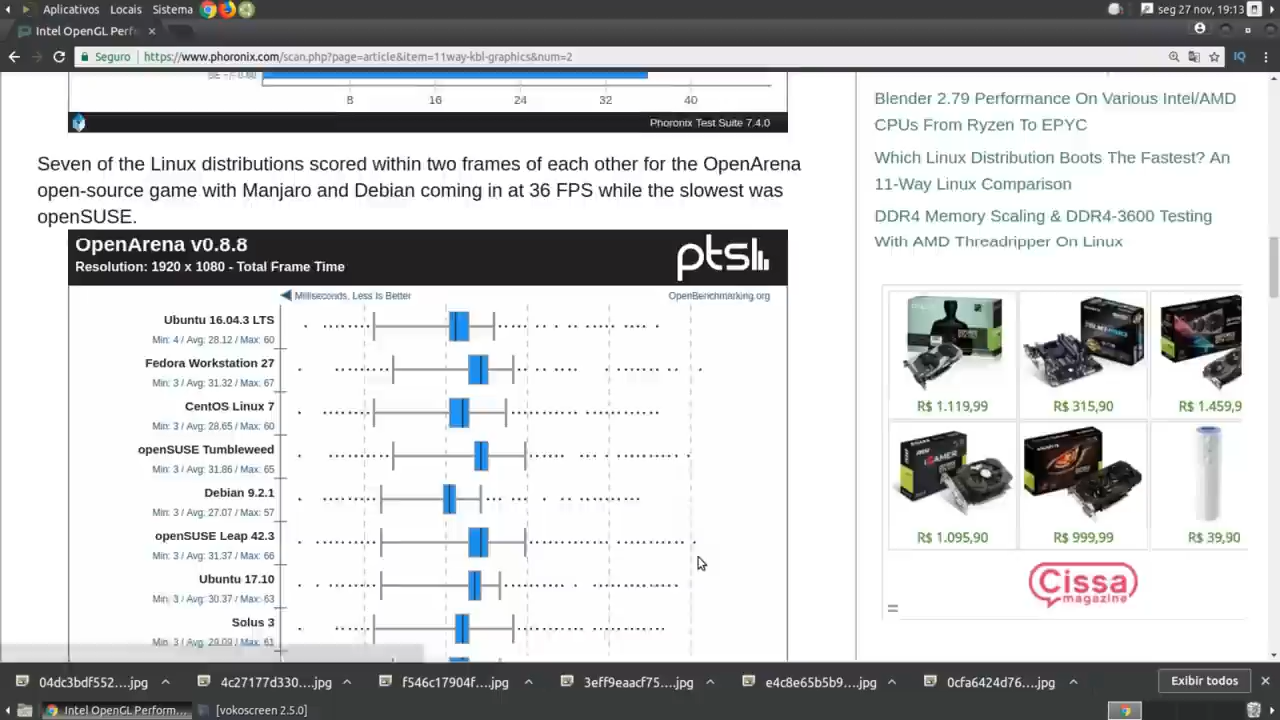 Aplicativos Locais Sistema
seg 27 nov, 19:13
Intel OpenGL Perf
Seguro https://www.phoronix.com/scan.php?page=article&item=11way-kbl-graphics&num=2
8 16 24 32 40
Phoronix Test Suite 7.4.0
Seven of the Linux distributions scored within two frames of each other for the OpenArena
open-source game with Manjaro and Debian coming in at 36 FPS while the slowest was
openSUSE.
OpenArena v0.8.8
Resolution: 1920 x 1080 - Total Frame Time
pts
Milliseconds, Less Is Better
OpenBenchmarking.org
Ubuntu 16.04.3 LTS
Min: 4 / Avg: 28.12 / Max: 60
Fedora Workstation 27
Min: 3 / Avg: 31.32 / Max: 67
CentOS Linux 7
Min: 3 / Avg: 28.65 / Max: 60
openSUSE Tumbleweed
Min: 3 / Avg: 31.86 / Max: 65
Debian 9.2.1
Min: 3 / Avg: 27.07 / Max: 57
openSUSE Leap 42.3
Min: 3 / Avg: 31.37 / Max: 66
Ubuntu 17.10
Min: 3 / Avg: 30.37 / Max: 63
Solus 3
Min: 3 / Avg: 29.09 / Max: 61
Blender 2.79 Performance On Various Intel/AMD
CPUs From Ryzen To EPYC
Which Linux Distribution Boots The Fastest? An
11-Way Linux Comparison
DDR4 Memory Scaling & DDR4-3600 Testing
With AMD Threadripper On Linux
R$ 1.119,99
R$ 315,90
R$ 1.459,9
R$ 1.095,90
R$ 999,99
R$ 39,90
Cissa
magazine
04dc3bdf552....jpg
4c27177d330....jpg
f546c17904f....jpg
3eff9eaacf75....jpg
e4c8e65b5b9....jpg
0cfa6424d76....jpg
Exibir todos
Intel OpenGL Perform...
[vokoscreen 2.5.0]